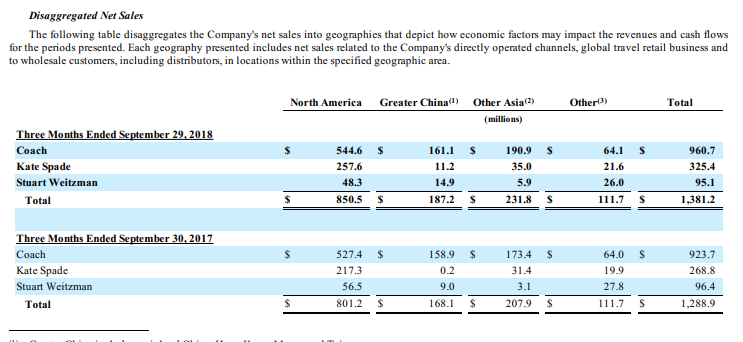 Disaggregated Net Sales
The following table disaggregates the Company's net sales into geographies that depict how economic factors may impact the revenues and cash flows
for the periods presented. Each geography presented includes net sales related to the Company's directly operated channels, global travel retail business and
to wholesale customers, including distributors, in locations within the specified geographic area.
North America Greater China(1) Other Asia(2) Other(3) Total
(millions)
Three Months Ended September 29, 2018
Coach $ 544.6 $ 161.1 $ 190.9 $ 64.1 $ 960.7
Kate Spade 257.6 11.2 35.0 21.6 325.4
Stuart Weitzman 48.3 14.9 5.9 26.0 95.1
Total $ 850.5 $ 187.2 $ 231.8 $ 111.7 $ 1,381.2
Three Months Ended September 30, 2017
Coach $ 527.4 $ 158.9 $ 173.4 $ 64.0 $ 923.7
Kate Spade 217.3 0.2 31.4 19.9 268.8
Stuart Weitzman 56.5 9.0 3.1 27.8 96.4
Total $ 801.2 $ 168.1 $ 207.9 $ 111.7 $ 1,288.9